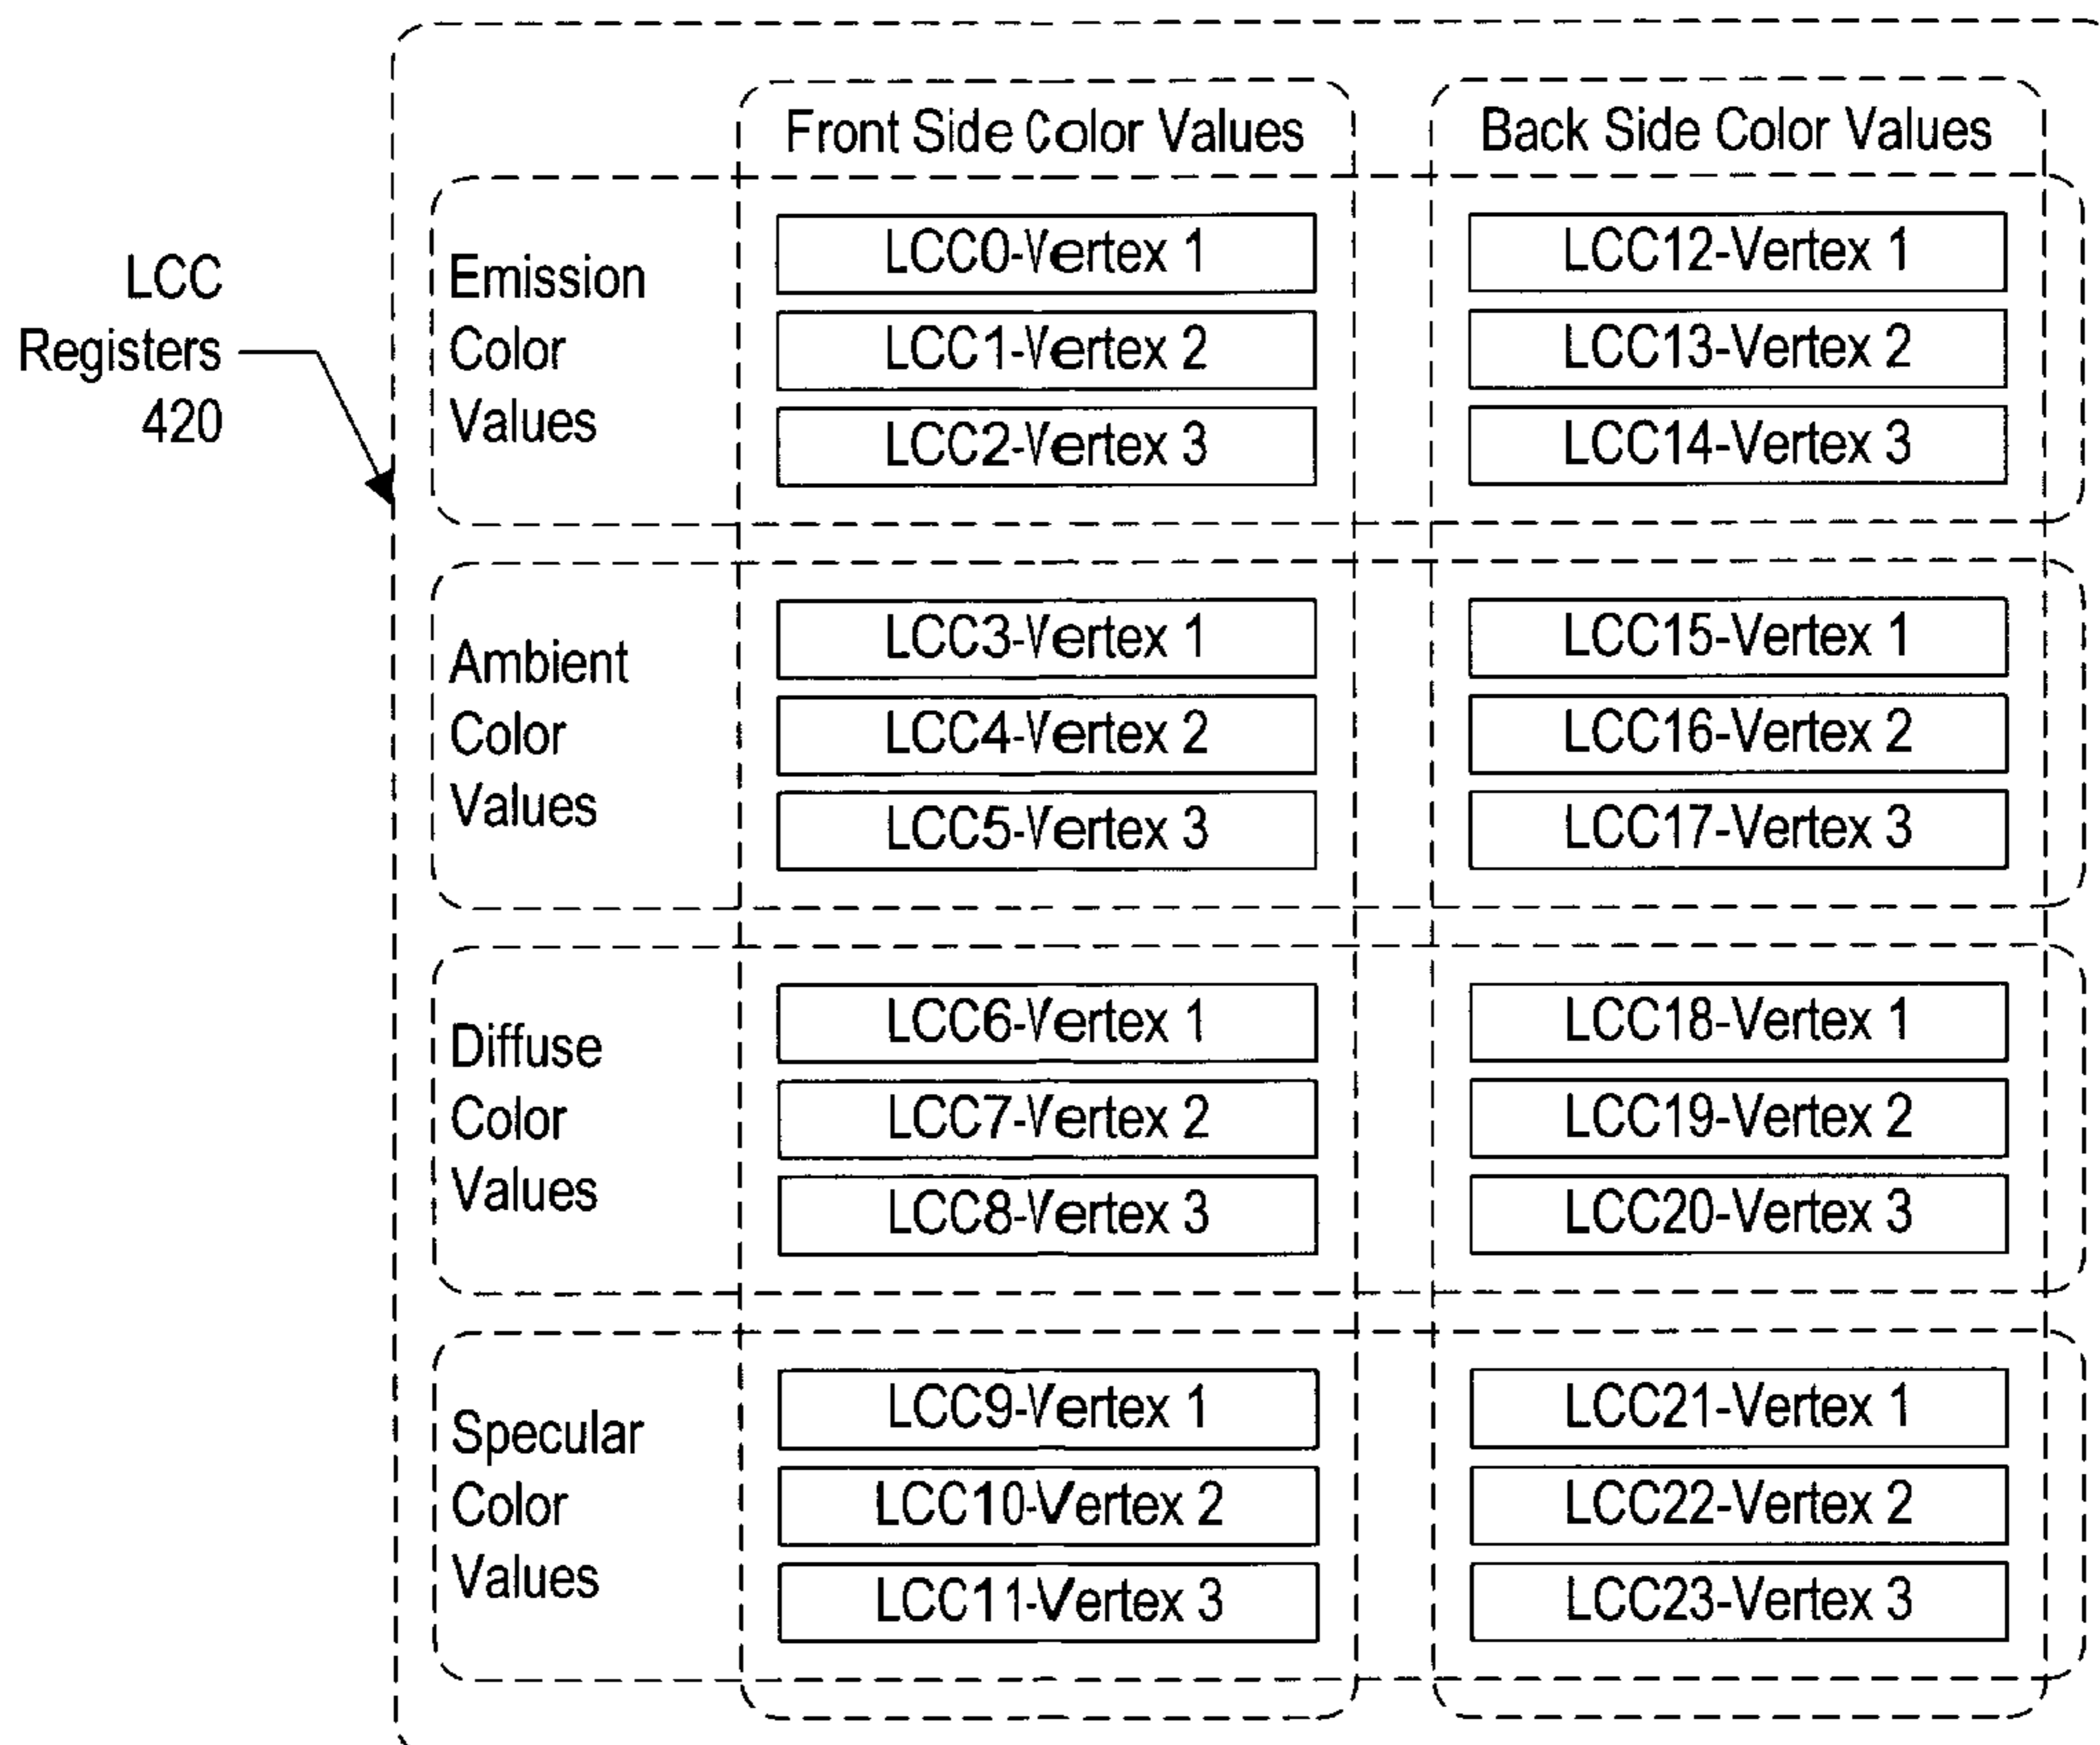 LCC
Registers
420
Front Side Color Values
Back Side Color Values
Emission
Color
Values
LCC0-Vertex 1
LCC1-Vertex 2
LCC2-Vertex 3
LCC12-Vertex 1
LCC13-Vertex 2
LCC14-Vertex 3
Ambient
Color
Values
LCC3-Vertex 1
LCC4-Vertex 2
LCC5-Vertex 3
LCC15-Vertex 1
LCC16-Vertex 2
LCC17-Vertex 3
Diffuse
Color
Values
LCC6-Vertex 1
LCC7-Vertex 2
LCC8-Vertex 3
LCC18-Vertex 1
LCC19-Vertex 2
LCC20-Vertex 3
Specular
Color
Values
LCC9-Vertex 1
LCC10-Vertex 2
LCC11-Vertex 3
LCC21-Vertex 1
LCC22-Vertex 2
LCC23-Vertex 3